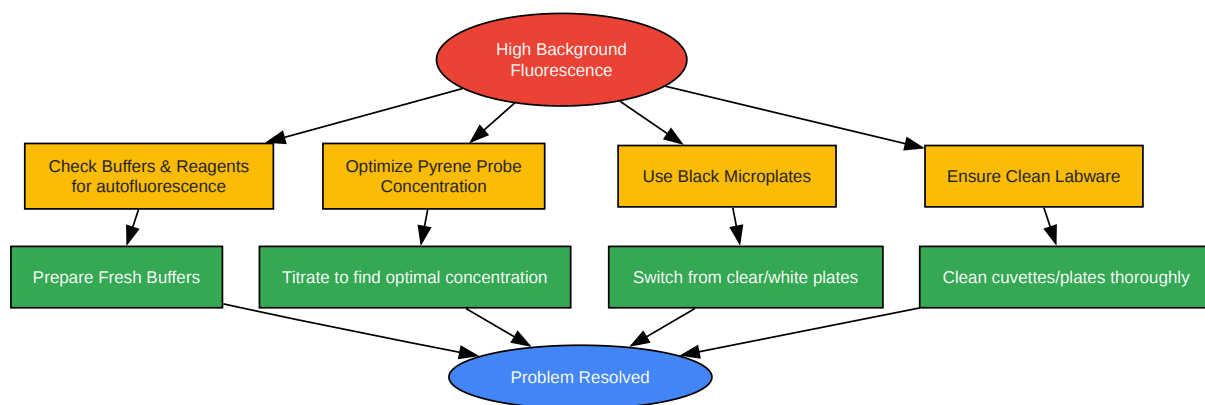 High Background
Fluorescence
Check Buffers & Reagents
for autofluorescence
Optimize Pyrene Probe
Concentration
Use Black Microplates
Ensure Clean Labware
Prepare Fresh Buffers
Titrate to find optimal concentration
Switch from clear/white plates
Clean cuvettes/plates thoroughly
Problem Resolved